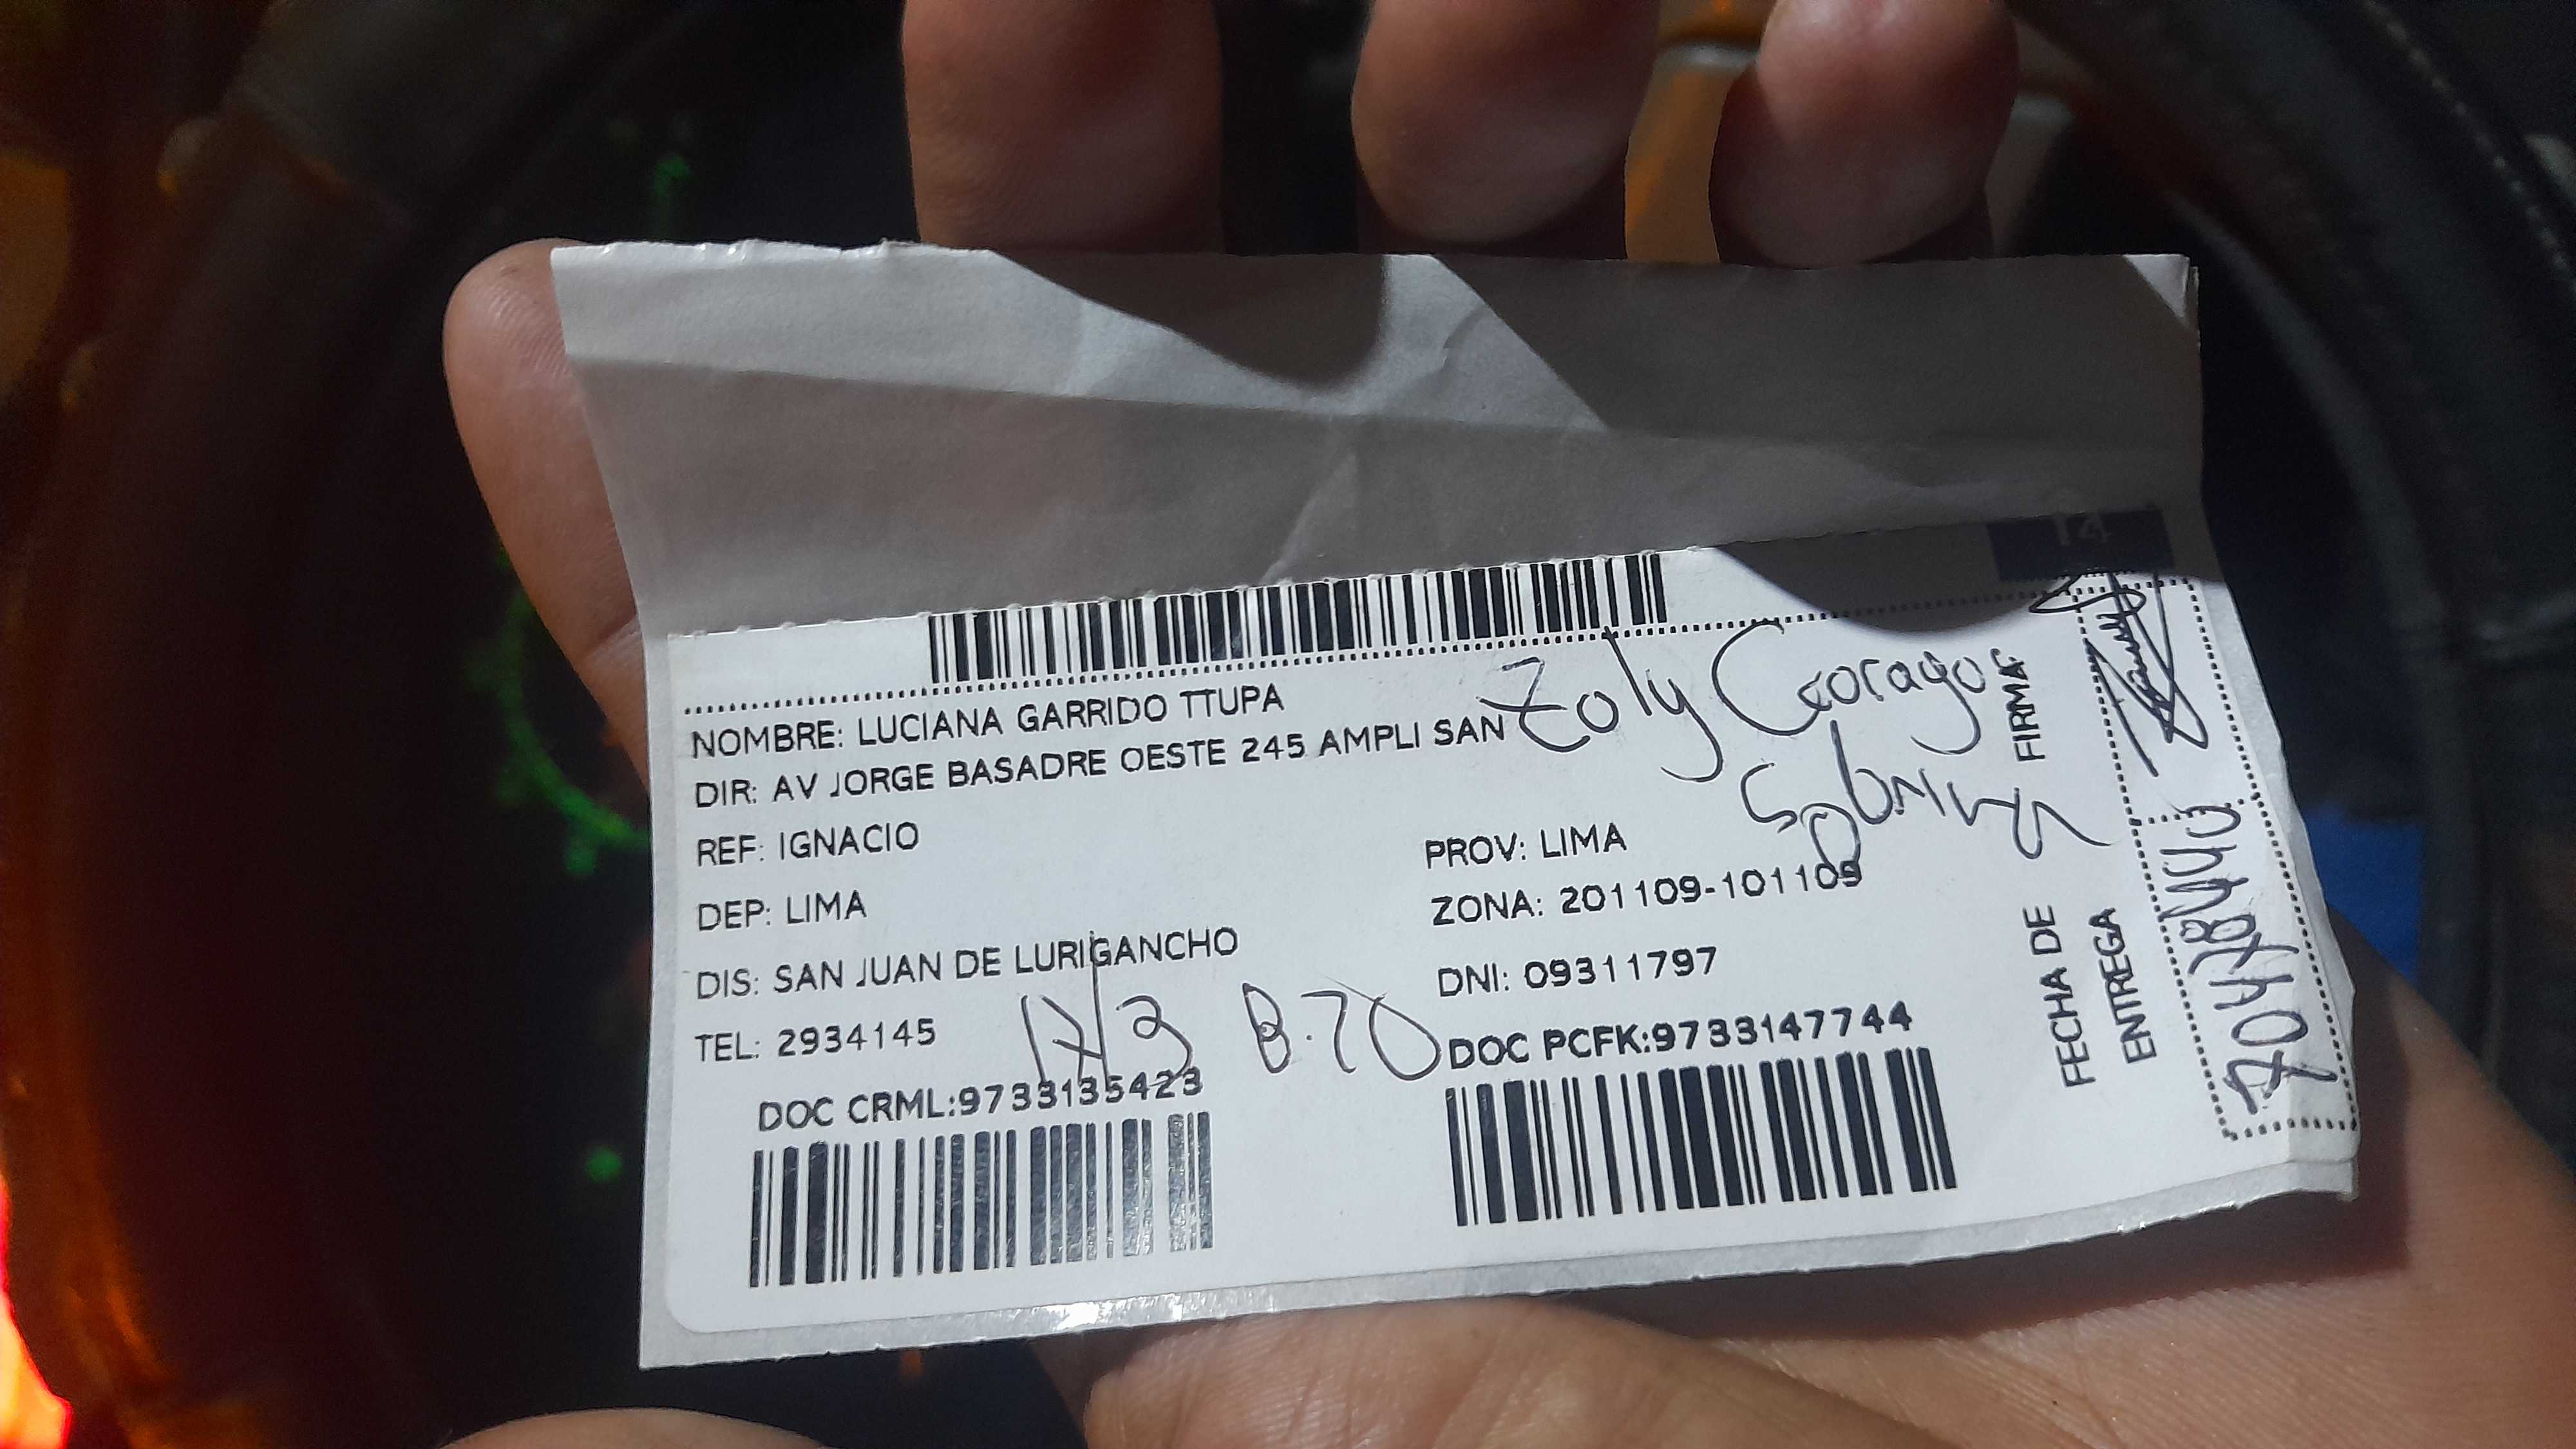 14
NOMBRE: LUCIANA GARRIDO TTUPA
DIR: AV JORGE BASADRE OESTE 245 AMPLI SAN
REF: IGNACIO
PROV: LIMA
DEP: LIMA
ZONA: 201109-101109
DIS: SAN JUAN DE LURIGANCHO
DNI: 09311797
TEL: 2934145
DOC PCFK:9733147744
DOC CRML:9733135423
Zoly
Sobrina
FIRMA:
FECHA DE
ENTREGA